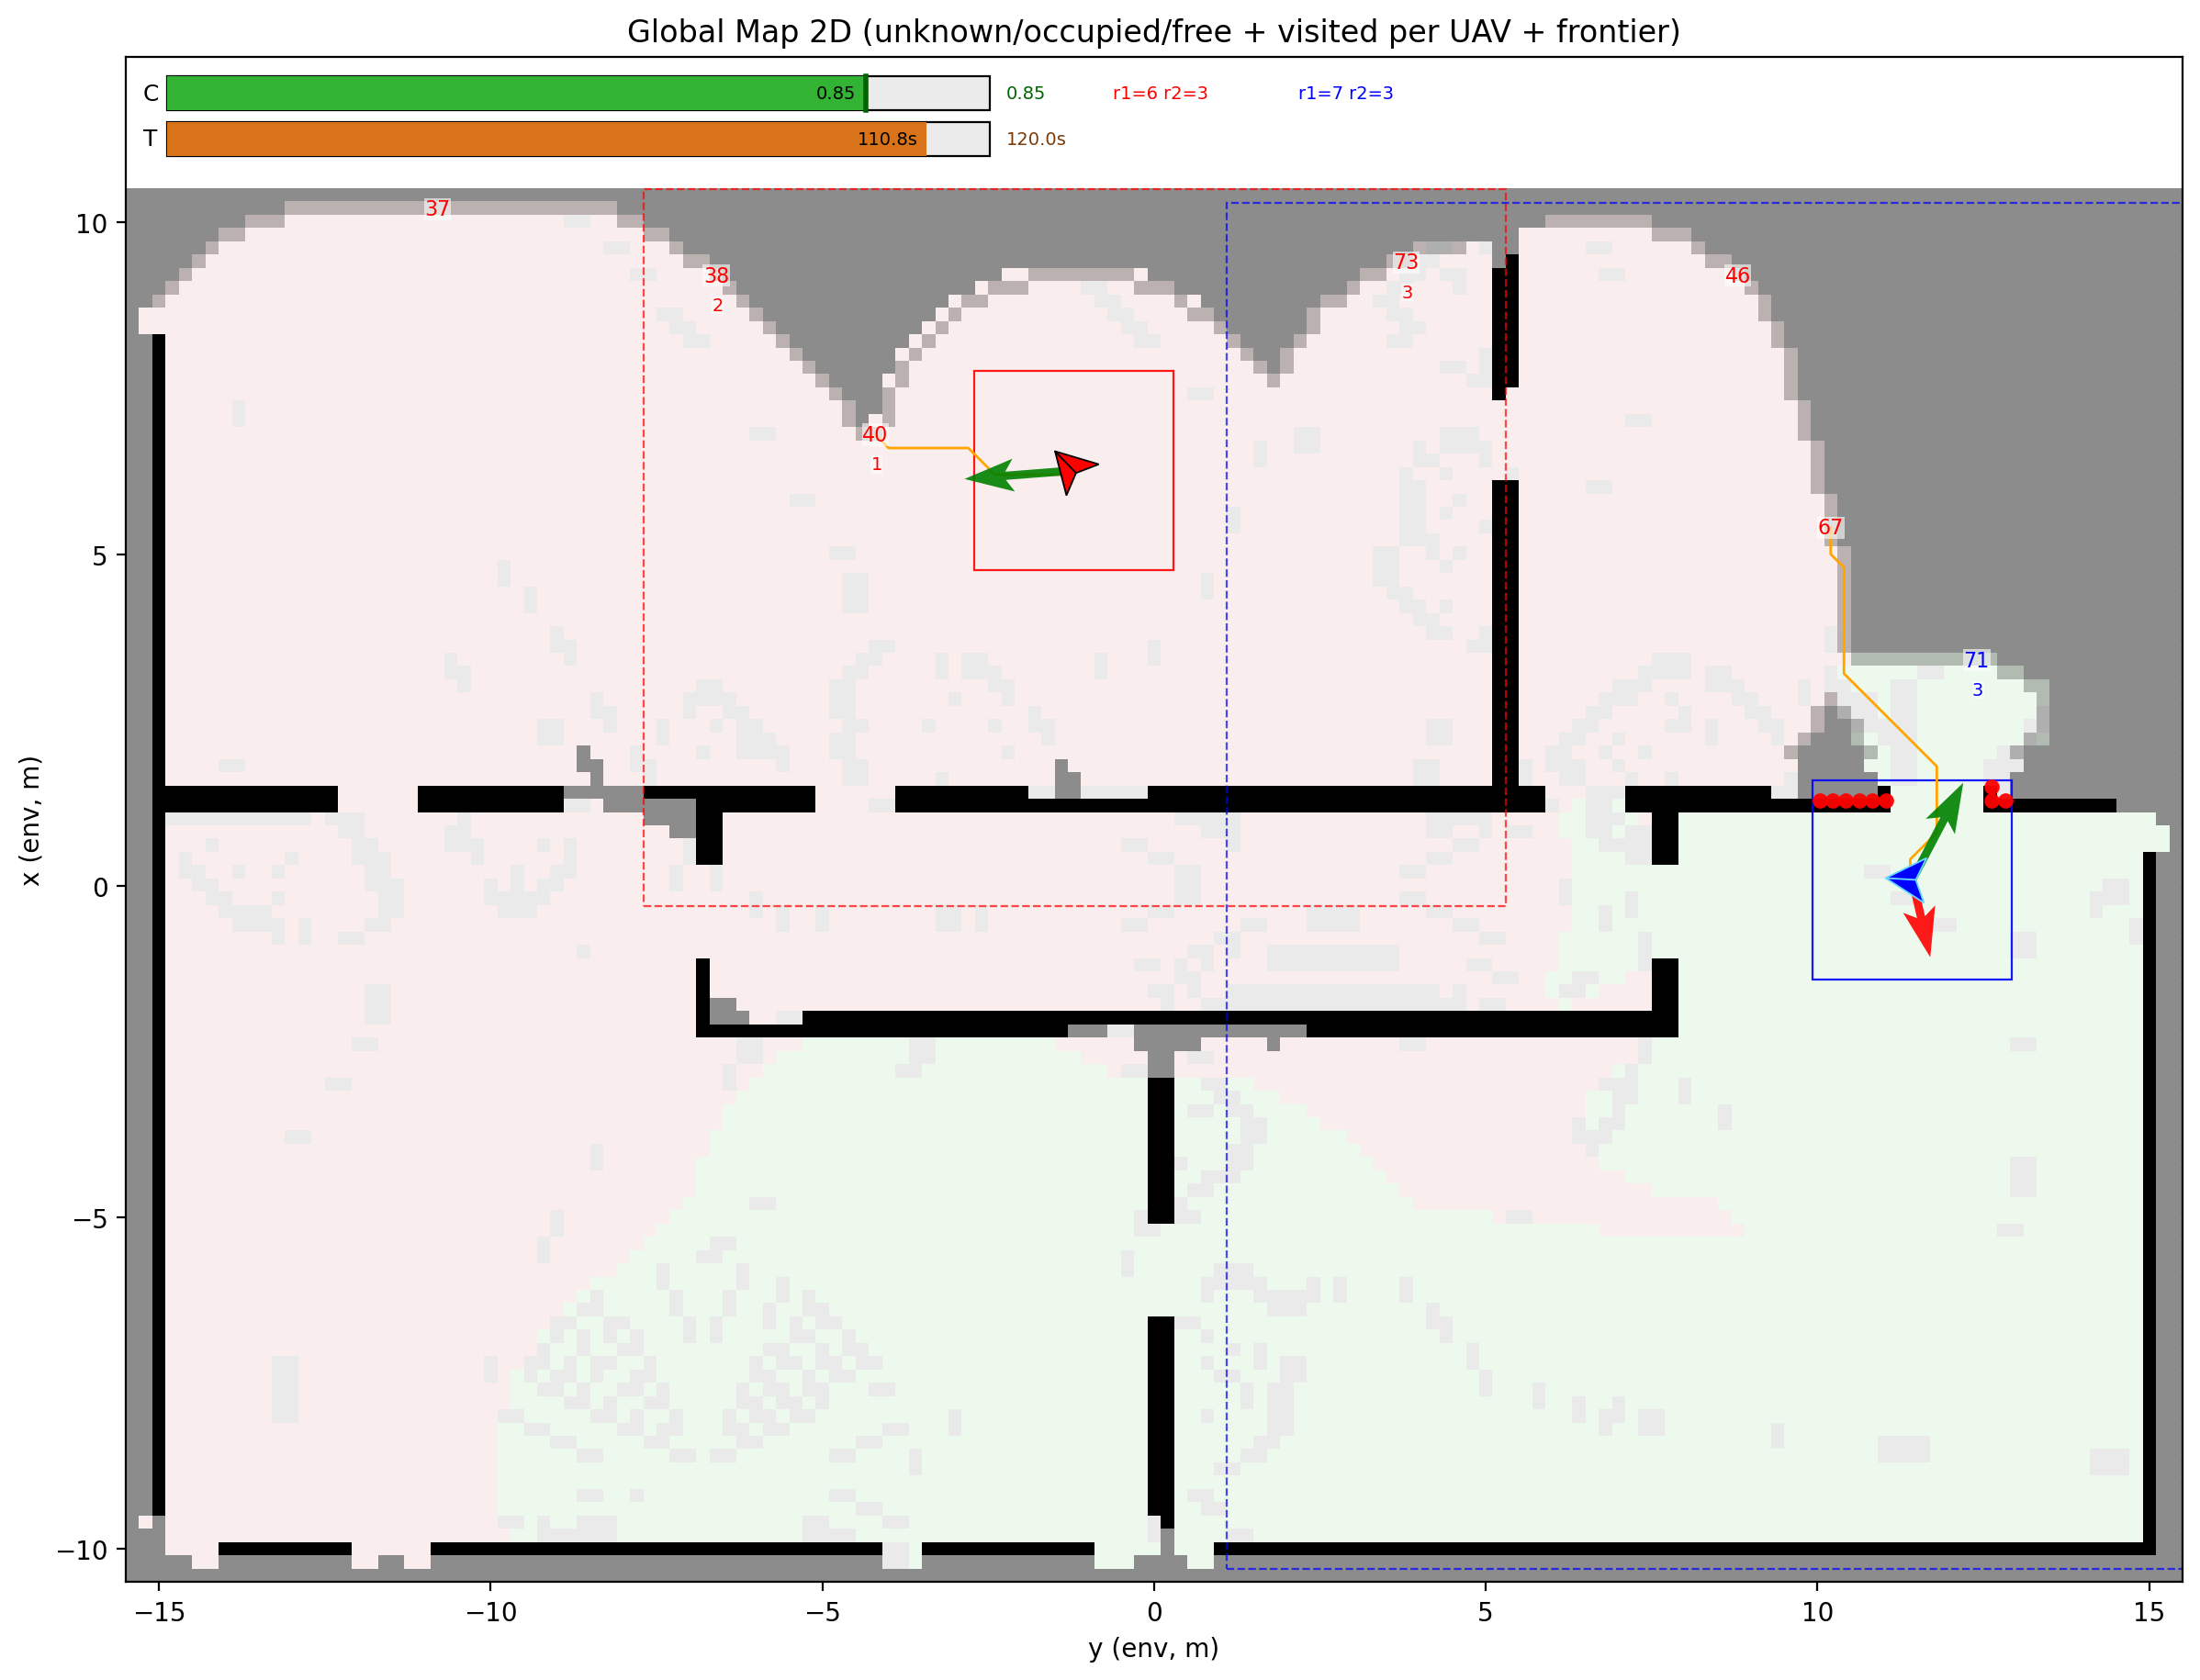 Global Map 2D (unknown/occupied/free + visited per UAV + frontier)
C 0.85 0.85 r1=6 r2=3 r1=7 r2=3
T 110.8s 120.0s
10
5
0
−5
−10
x (env, m)
37
38
2
73
3
46
40
1
67
71
3
−15 −10 −5 0 5 10 15
y (env, m)